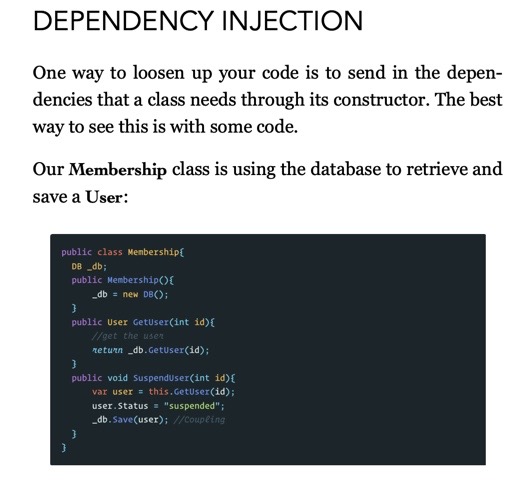 DEPENDENCY INJECTION
One way to loosen up your code is to send in the depen-
dencies that a class needs through its constructor. The best
way to see this is with some code.
Our Membership class is using the database to retrieve and
save a User:
public class Membership{
DB _db;
public Membership(){
_db = new DB();
}
public User GetUser(int id){
//get the user
return _db.GetUser(id);
}
public void SuspendUser(int id){
var user = this.GetUser(id);
user.Status = "suspended";
_db.Save(user); //Coupling
}
}